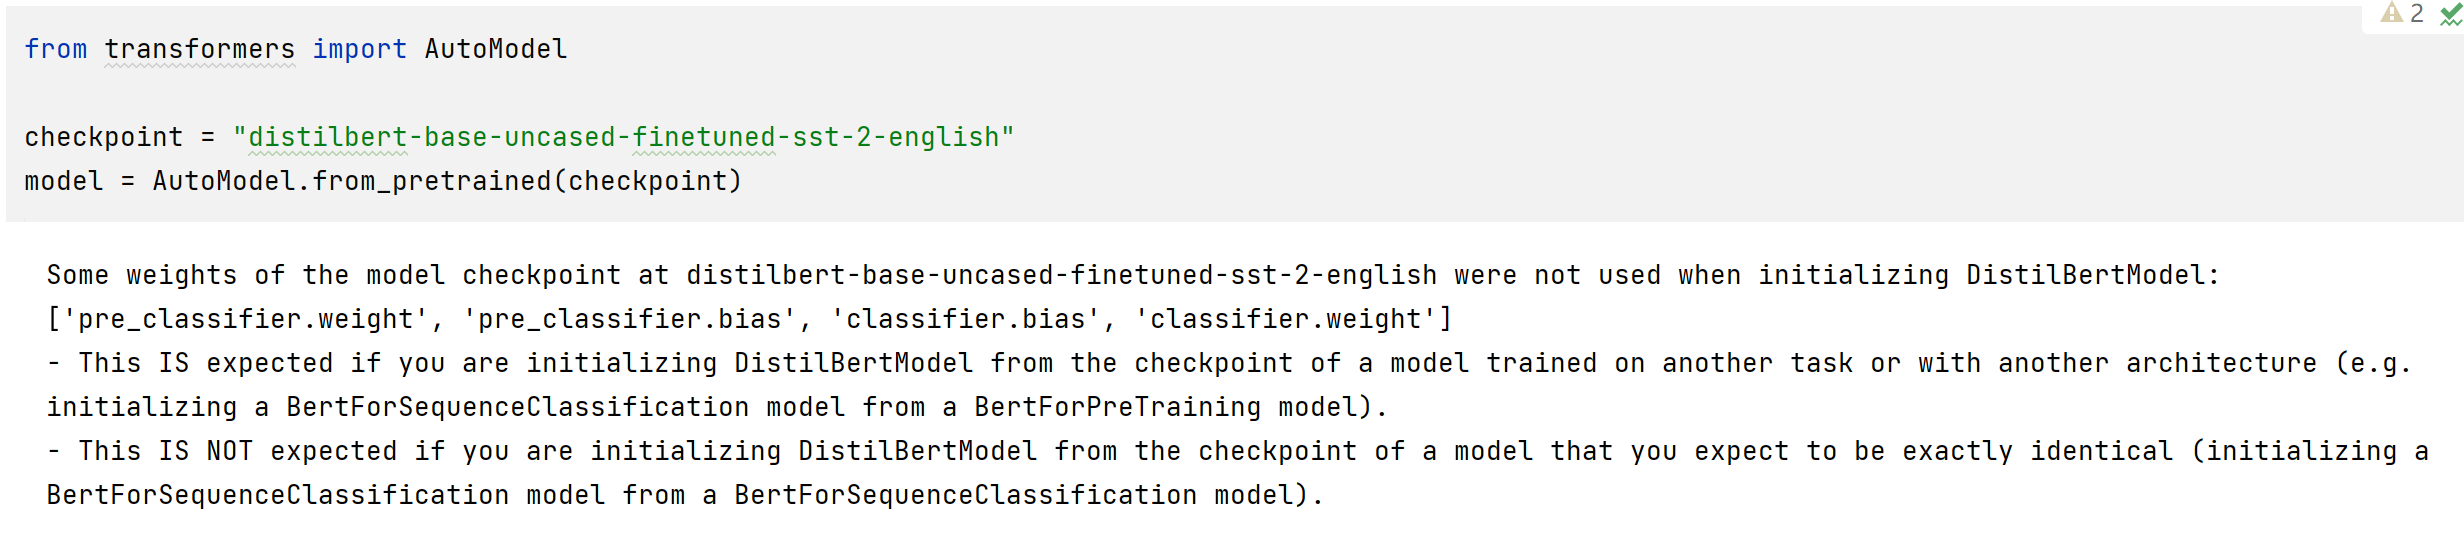 2
from transformers import AutoModel
checkpoint = "distilbert-base-uncased-finetuned-sst-2-english"
model = AutoModel.from_pretrained(checkpoint)
Some weights of the model checkpoint at distilbert-base-uncased-finetuned-sst-2-english were not used when initializing DistilBertModel:
['pre_classifier.weight', 'pre_classifier.bias', 'classifier.bias', 'classifier.weight']
- This IS expected if you are initializing DistilBertModel from the checkpoint of a model trained on another task or with another architecture (e.g.
initializing a BertForSequenceClassification model from a BertForPreTraining model).
- This IS NOT expected if you are initializing DistilBertModel from the checkpoint of a model that you expect to be exactly identical (initializing a
BertForSequenceClassification model from a BertForSequenceClassification model).